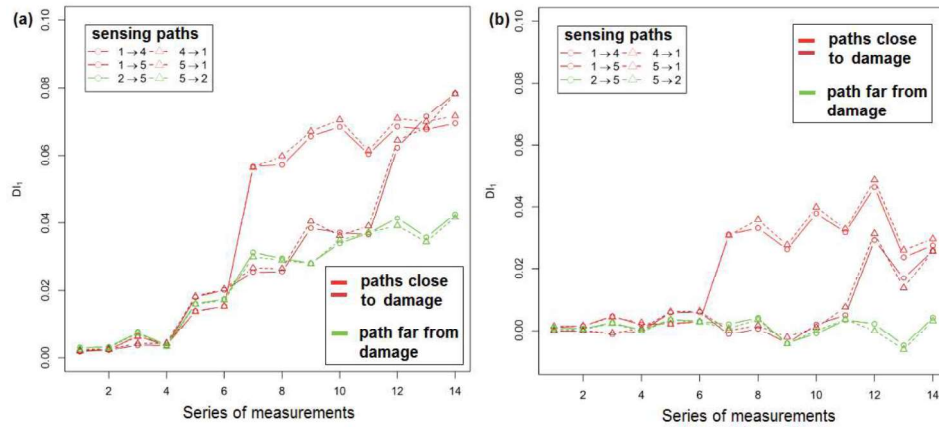 (a)
sensing paths
1→4 4→1
1→5 5→1
2→5 5→2
paths close
to damage
path far from
damage
DI1
0.00 0.02 0.04 0.06 0.08 0.10
2 4 6 8 10 12 14
Series of measurements
(b)
sensing paths
1→4 4→1
1→5 5→1
2→5 5→2
paths close
to damage
path far from
damage
DI1
0.00 0.02 0.04 0.06 0.08 0.10
2 4 6 8 10 12 14
Series of measurements